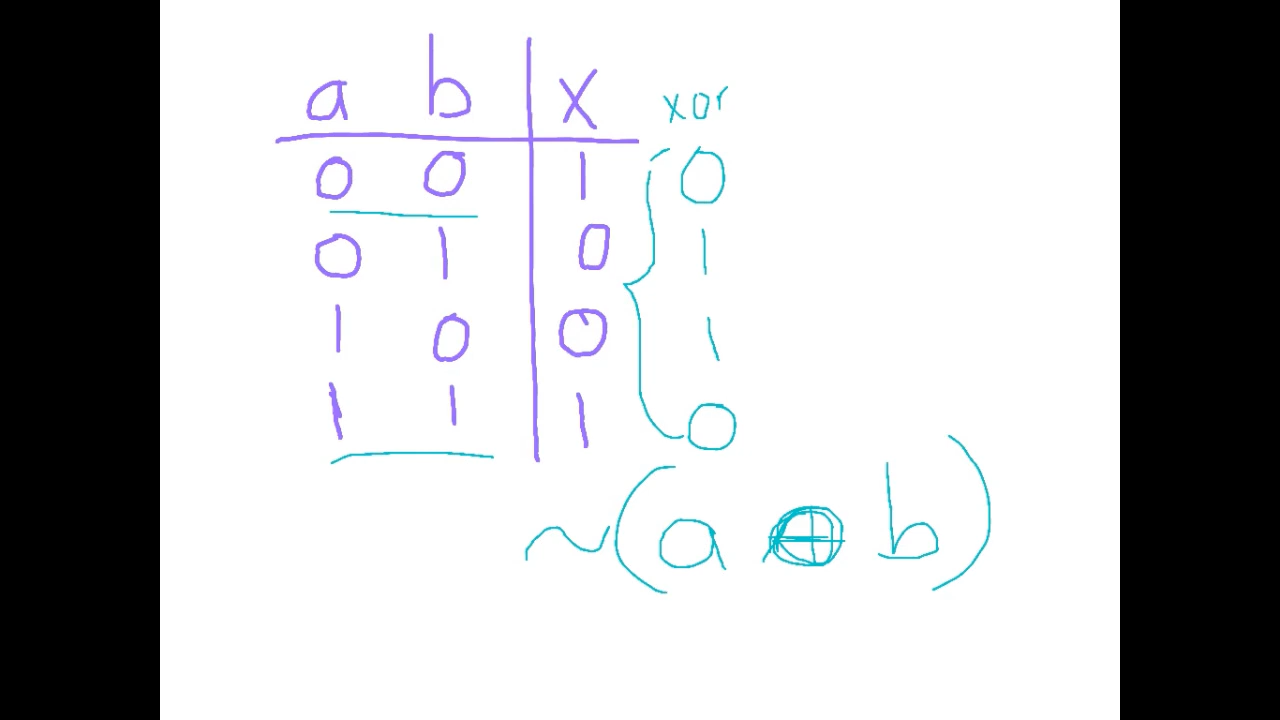 a b x xor
0 0 1 0
0 1 0 1
1 0 0 1
1 1 1 0
~(a ⊕ b)